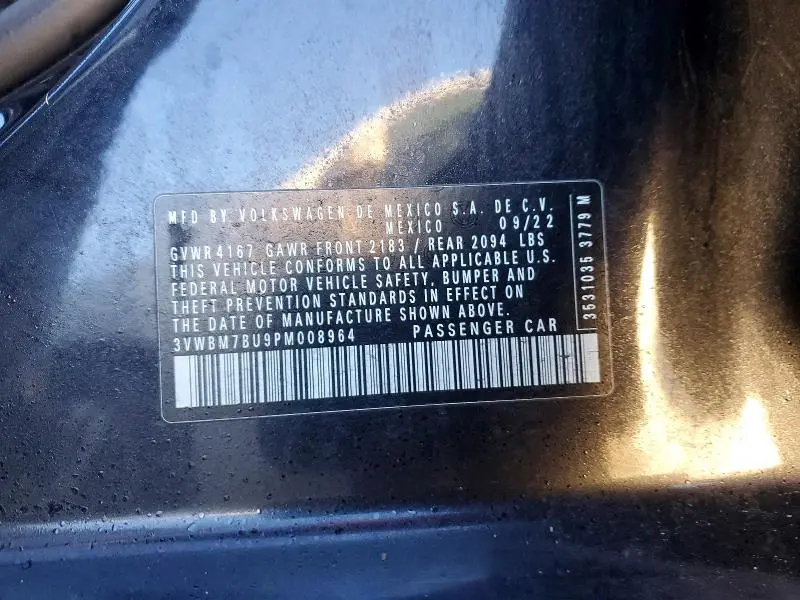 MFD BY VOLKSWAGEN DE MEXICO S.A. DE C.V.
MEXICO 09/22
GVWR 4167 GAWR FRONT 2183 / REAR 2094 LBS
THIS VEHICLE CONFORMS TO ALL APPLICABLE U.S.
FEDERAL MOTOR VEHICLE SAFETY, BUMPER AND
THEFT PREVENTION STANDARDS IN EFFECT ON
THE DATE OF MANUFACTURE SHOWN ABOVE.
3VWBM7BU9PM008964 PASSENGER CAR
3531035 3779 M